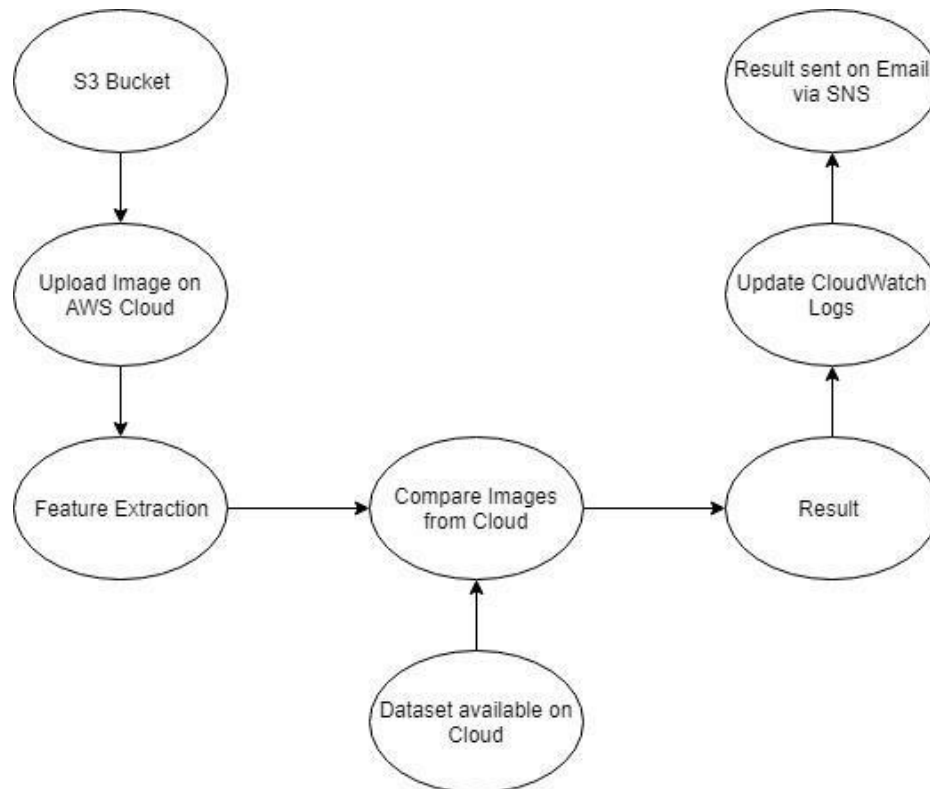 S3 Bucket
Result sent on Email
via SNS
Upload Image on
AWS Cloud
Update CloudWatch
Logs
Feature Extraction
Compare Images
from Cloud
Result
Dataset available on
Cloud